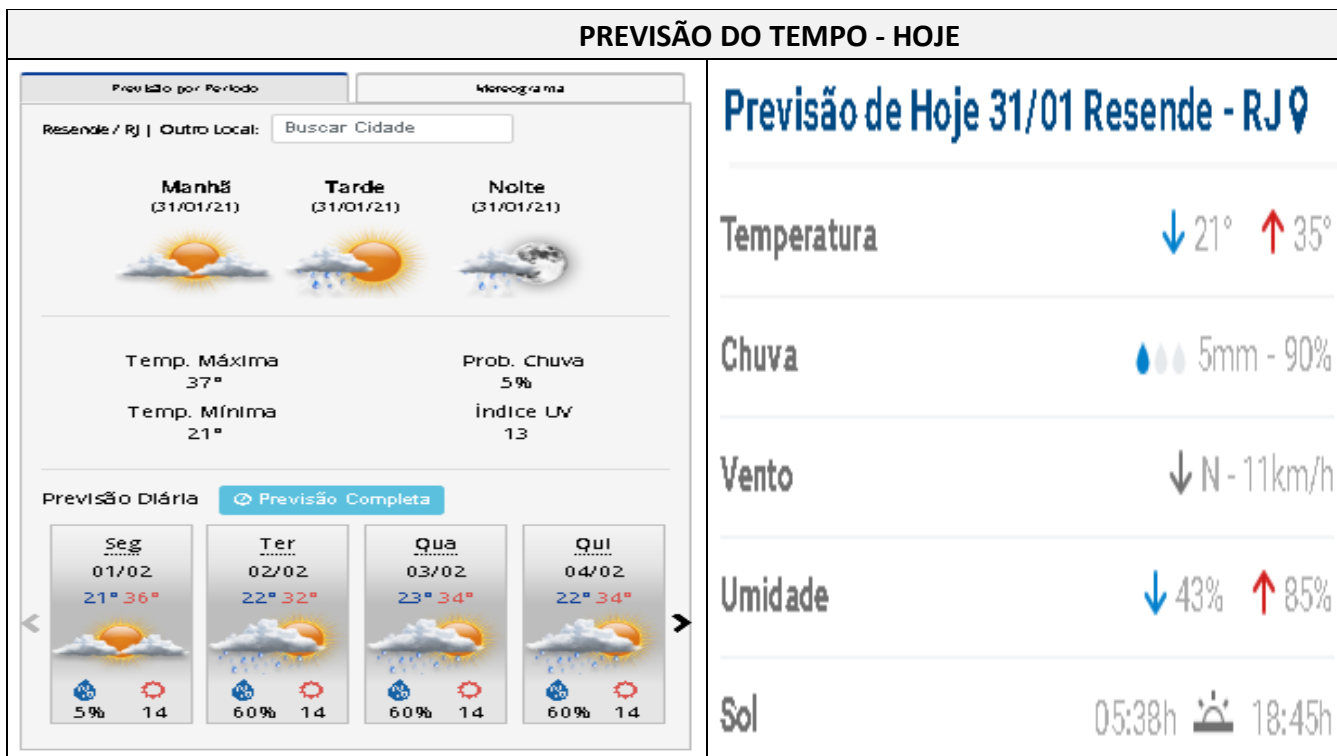 PREVISÃO DO TEMPO - HOJE
Previsão por Período
Meteograma
Resende / RJ | Outro Local: Buscar Cidade
Manhã Tarde Noite
(31/01/21) (31/01/21) (31/01/21)
Temp. Máxima Prob. Chuva
37° 5%
Temp. Mínima Índice UV
21° 13
Previsão Diária Previsão Completa
Seg Ter Qua Qui
01/02 02/02 03/02 04/02
21° 36° 22° 32° 23° 34° 22° 34°
5% 14 60% 14 60% 14 60% 14
Previsão de Hoje 31/01 Resende - RJ
Temperatura 21° 35°
Chuva 5mm - 90%
Vento N - 11km/h
Umidade 43% 85%
Sol 05:38h 18:45h